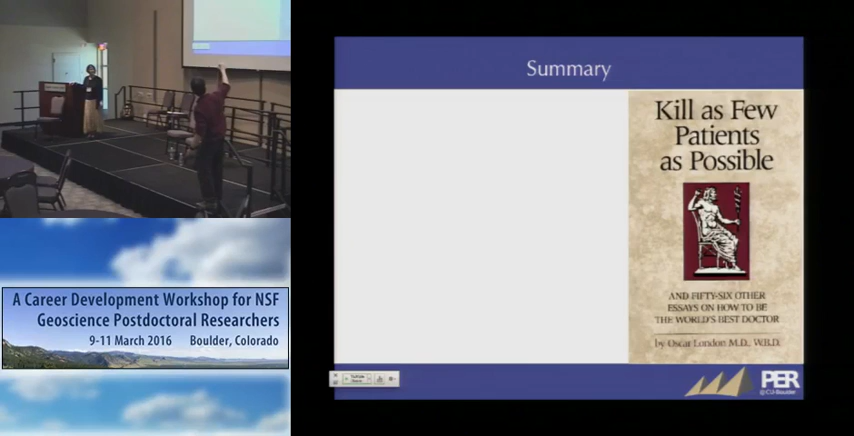 Summary
Kill as Few
Patients
as Possible
AND FIFTY-SIX OTHER
ESSAYS ON HOW TO BE
THE WORLD'S BEST DOCTOR
by Oscar London M.D., W.B.D.
A Career Development Workshop for NSF
Geoscience Postdoctoral Researchers
9-11 March 2016 Boulder, Colorado
PER
@CU-Boulder